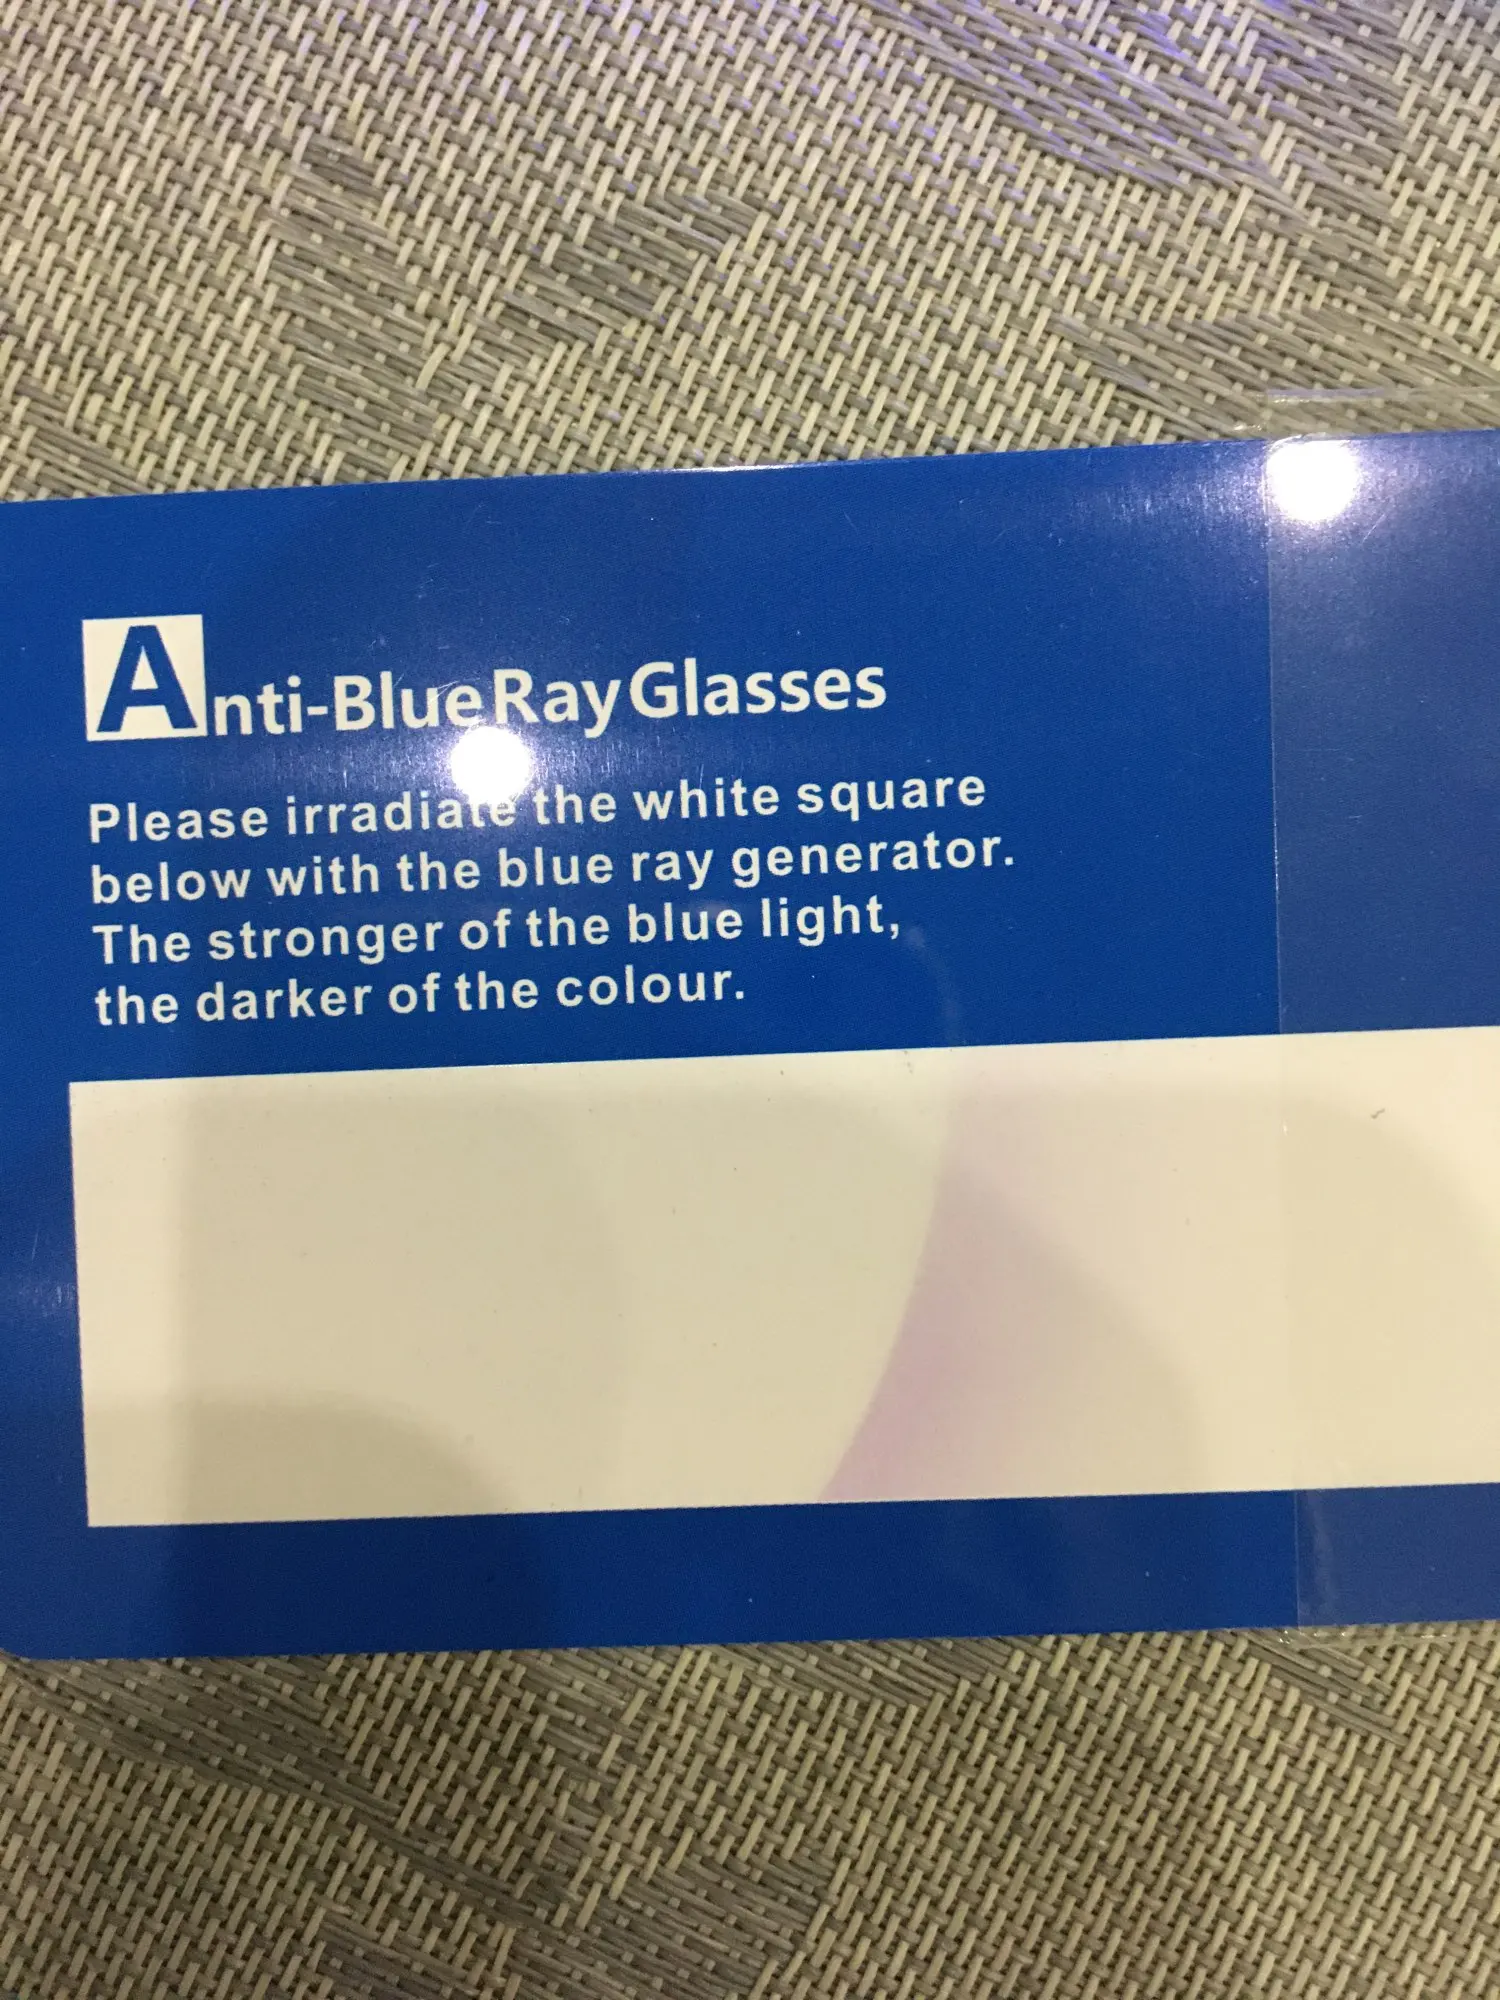 Anti-Blue Ray Glasses
Please irradiate the white square
below with the blue ray generator.
The stronger of the blue light,
the darker of the colour.